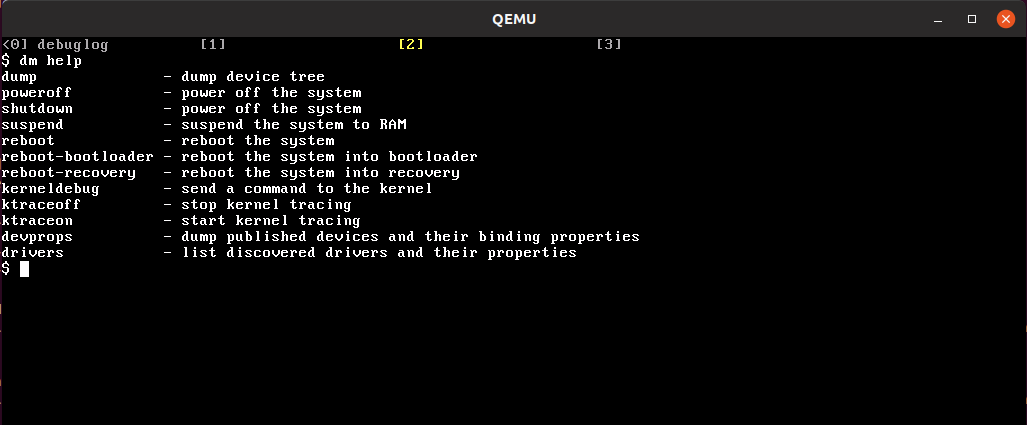 QEMU
<0] debuglog [1] [2] [3]
$ dm help
dump - dump device tree
poweroff - power off the system
shutdown - power off the system
suspend - suspend the system to RAM
reboot - reboot the system
reboot-bootloader - reboot the system into bootloader
reboot-recovery - reboot the system into recovery
kerneldebug - send a command to the kernel
ktraceoff - stop kernel tracing
ktraceon - start kernel tracing
devprops - dump published devices and their binding properties
drivers - list discovered drivers and their properties
$